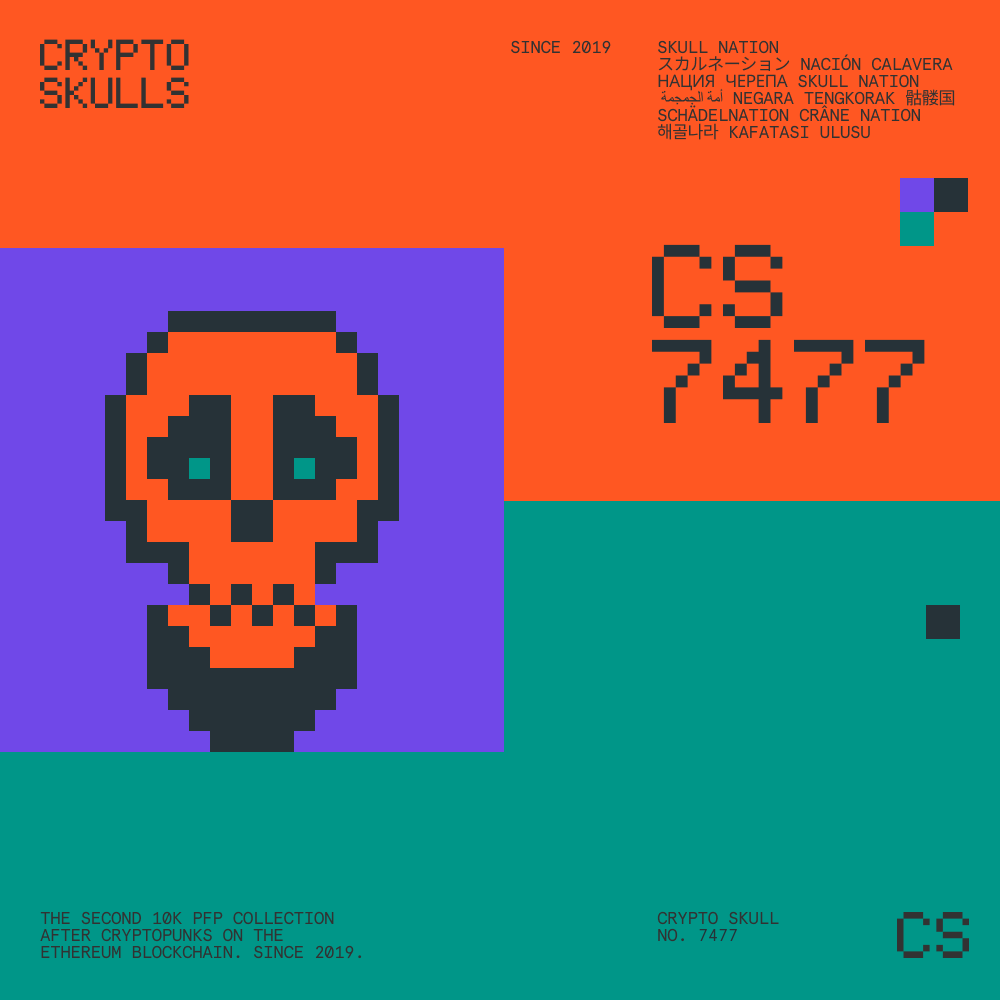 CRYPTO
SKULLS
SINCE 2019
SKULL NATION
スカルネーション NACIÓN CALAVERA
НАЦИЯ ЧЕРЕПА SKULL NATION
أمة الجمجمة NEGARA TENGKORAK 骷髅国
SCHÄDELNATION CRÂNE NATION
해골나라 KAFATASI ULUSU
CS
7477
THE SECOND 10K PFP COLLECTION
AFTER CRYPTOPUNKS ON THE
ETHEREUM BLOCKCHAIN. SINCE 2019.
CRYPTO SKULL
NO. 7477
CS